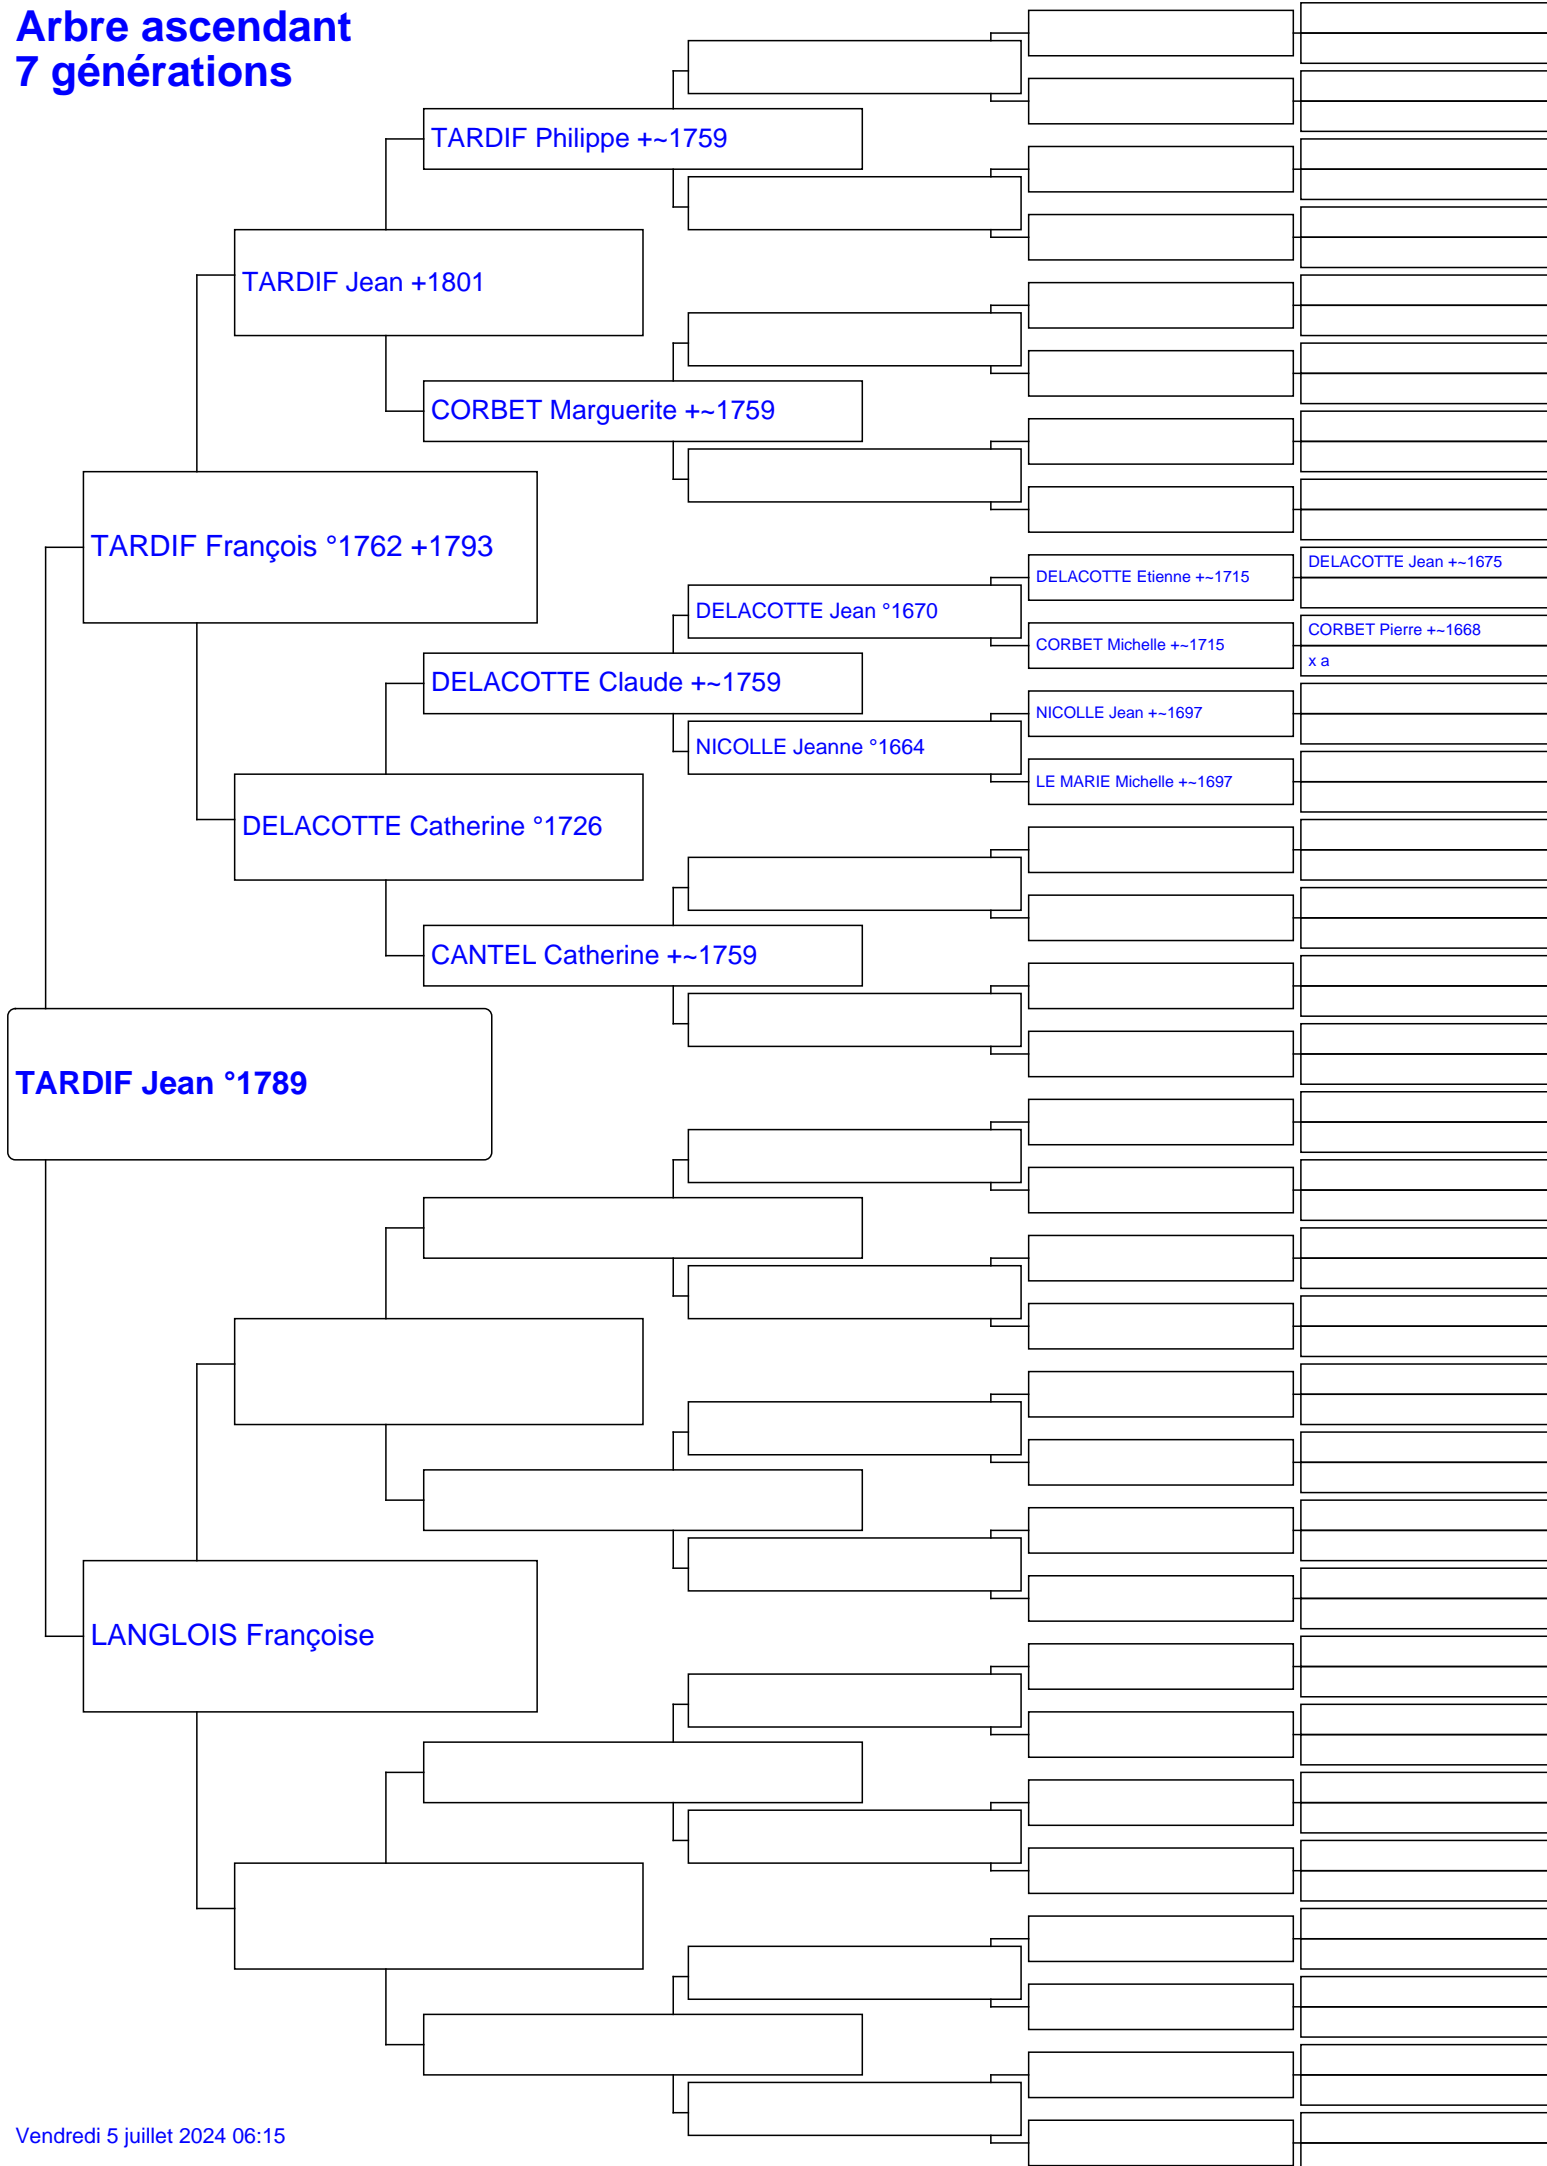 Arbre ascendant
7 générations
TARDIF Philippe +~1759
TARDIF Jean +1801
CORBET Marguerite +~1759
TARDIF François °1762 +1793
DELACOTTE Jean +~1675
DELACOTTE Etienne +~1715
DELACOTTE Jean °1670
CORBET Pierre +~1668
CORBET Michelle +~1715
x a
DELACOTTE Claude +~1759
NICOLLE Jean +~1697
NICOLLE Jeanne °1664
LE MARIE Michelle +~1697
DELACOTTE Catherine °1726
CANTEL Catherine +~1759
TARDIF Jean °1789
LANGLOIS Françoise
Vendredi 5 juillet 2024 06:15